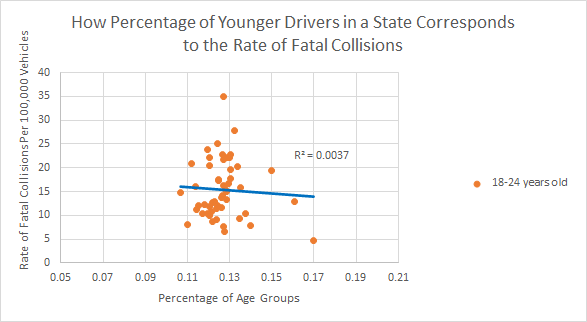 How Percentage of Younger Drivers in a State Corresponds
to the Rate of Fatal Collisions
Rate of Fatal Collisions Per 100,000 Vehicles
40
35
30
25
20
15
10
5
0
R² = 0.0037
18-24 years old
0.05 0.07 0.09 0.11 0.13 0.15 0.17 0.19 0.21
Percentage of Age Groups